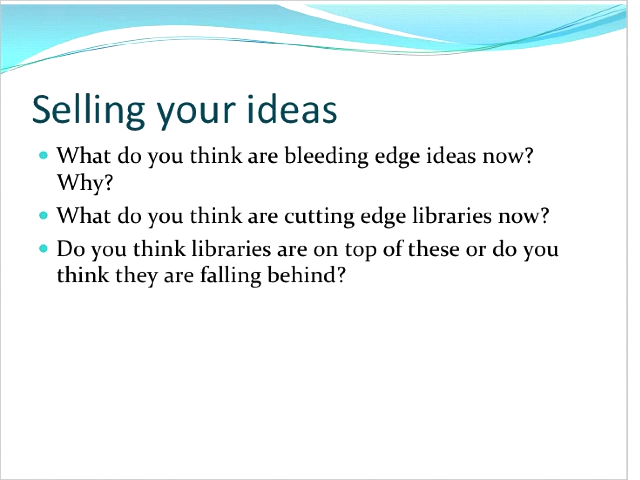 Selling your ideas
What do you think are bleeding edge ideas now?
Why?
What do you think are cutting edge libraries now?
Do you think libraries are on top of these or do you
think they are falling behind?